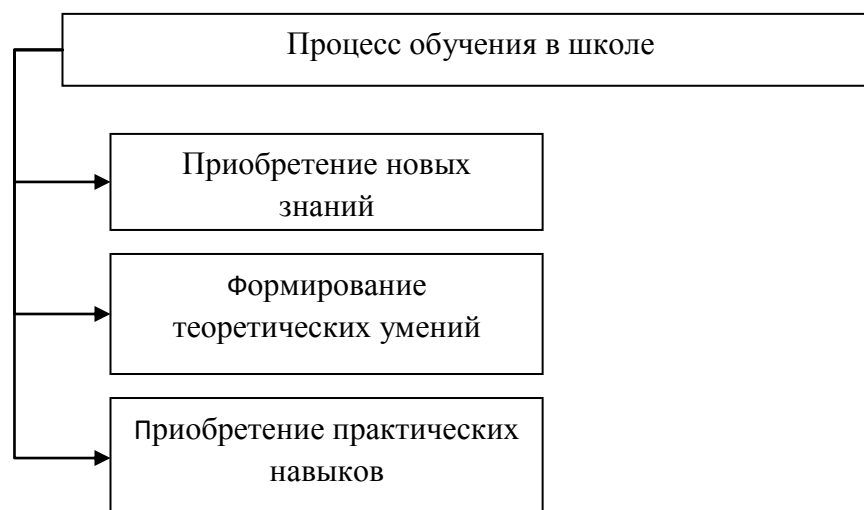 Процесс обучения в школе
Приобретение новых
знаний
Формирование
теоретических умений
Приобретение практических
навыков